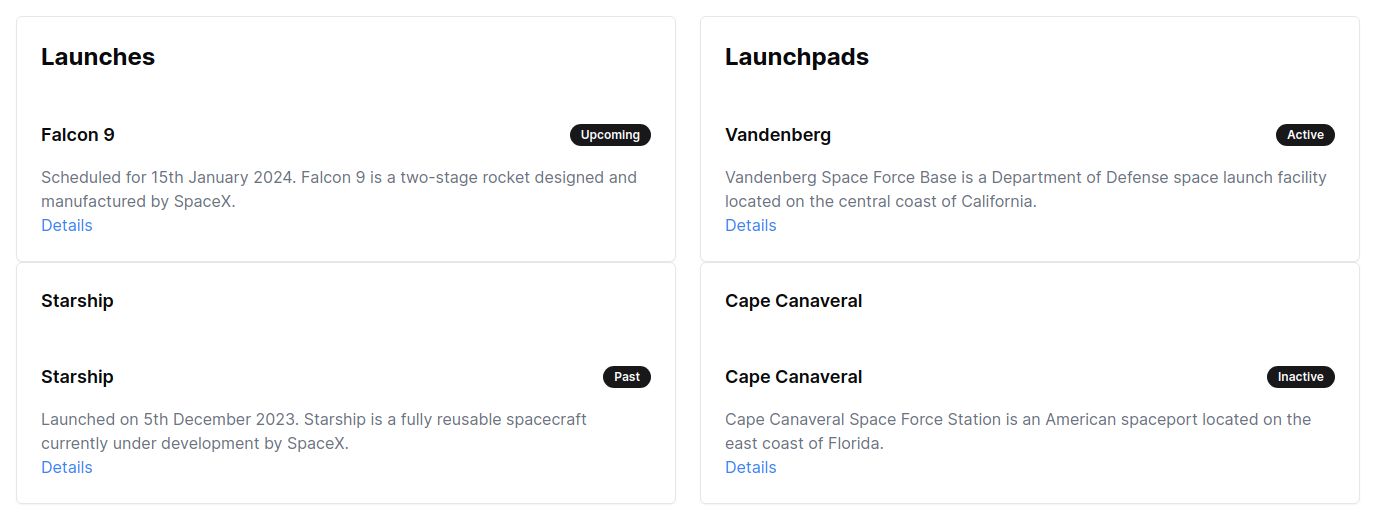 Launches
Falcon 9
Upcoming
Scheduled for 15th January 2024. Falcon 9 is a two-stage rocket designed and
manufactured by SpaceX.
Details
Starship
Starship
Past
Launched on 5th December 2023. Starship is a fully reusable spacecraft
currently under development by SpaceX.
Details
Launchpads
Vandenberg
Active
Vandenberg Space Force Base is a Department of Defense space launch facility
located on the central coast of California.
Details
Cape Canaveral
Cape Canaveral
Inactive
Cape Canaveral Space Force Station is an American spaceport located on the
east coast of Florida.
Details